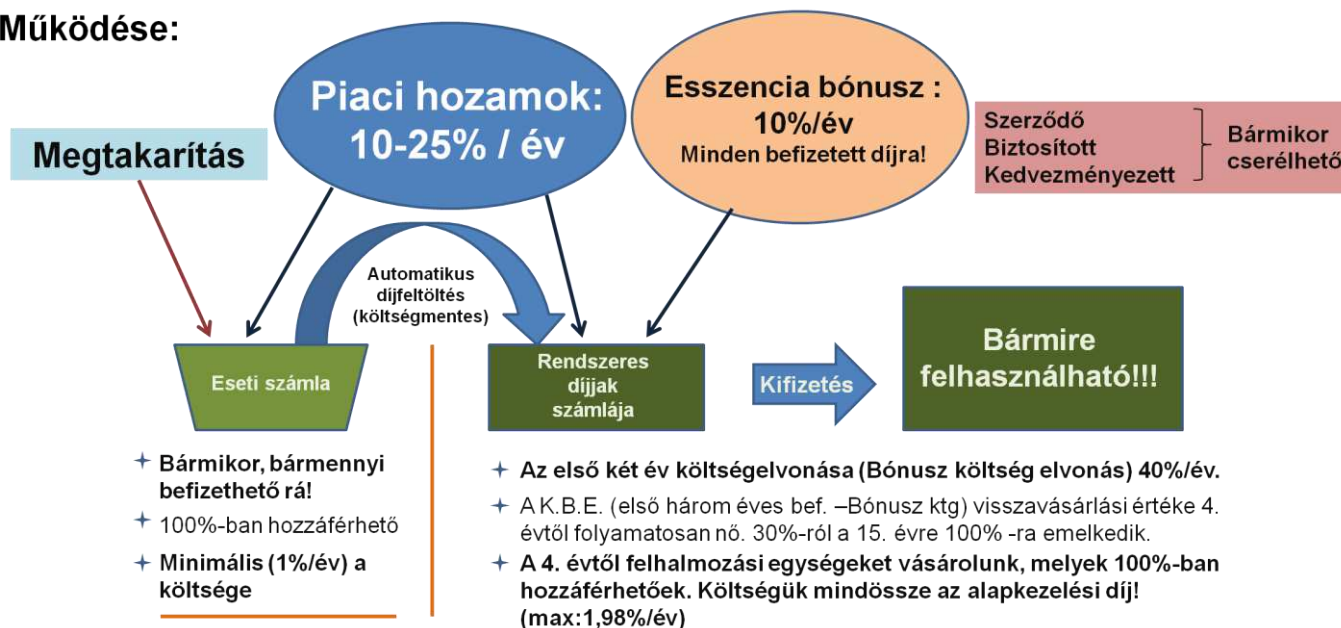 Működése:
Piaci hozamok:
10-25% / év
Esszencia bónusz :
10%/év
Minden befizetett díjra!
Szerződő
Biztosított
Kedvezményezett
Bármikor
cserélhető
Megtakarítás
Automatikus
díjfeltöltés
(költségmentes)
Eseti számla
Rendszeres
díjjak
számlája
Kifizetés
Bármire
felhasználható!!!
Bármikor, bármennyi
befizethető rá!
100%-ban hozzáférhető
Minimális (1%/év) a
költsége
Az első két év költségelvonása (Bónusz költség elvonás) 40%/év.
A K.B.E. (első három éves bef. –Bónusz ktg) visszavásárlási értéke 4.
évtől folyamatosan nő. 30%-ról a 15. évre 100% -ra emelkedik.
A 4. évtől felhalmozási egységeket vásárolunk, melyek 100%-ban
hozzáférhetőek. Költségük mindössze az alapkezelési díj!
(max:1,98%/év)